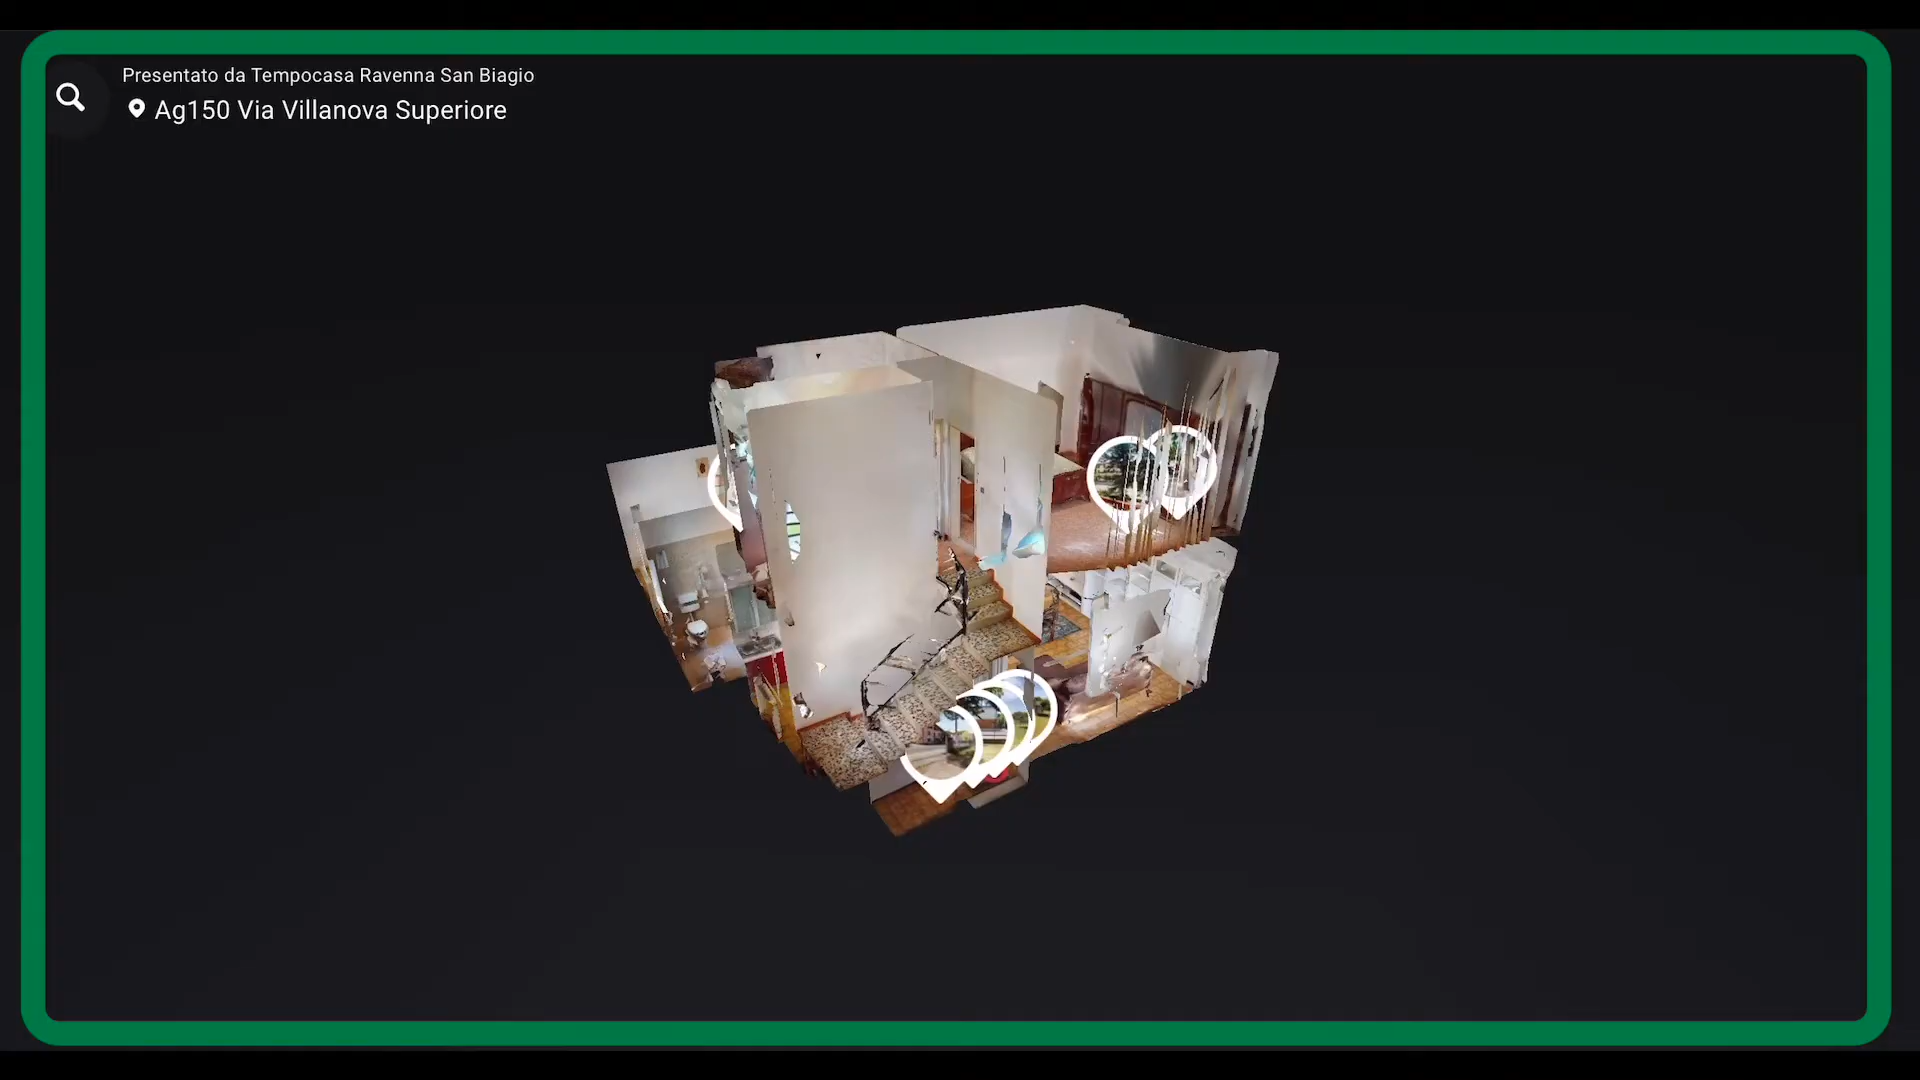 Presentato da Tempocasa Ravenna San Biagio
Ag150 Via Villanova Superiore